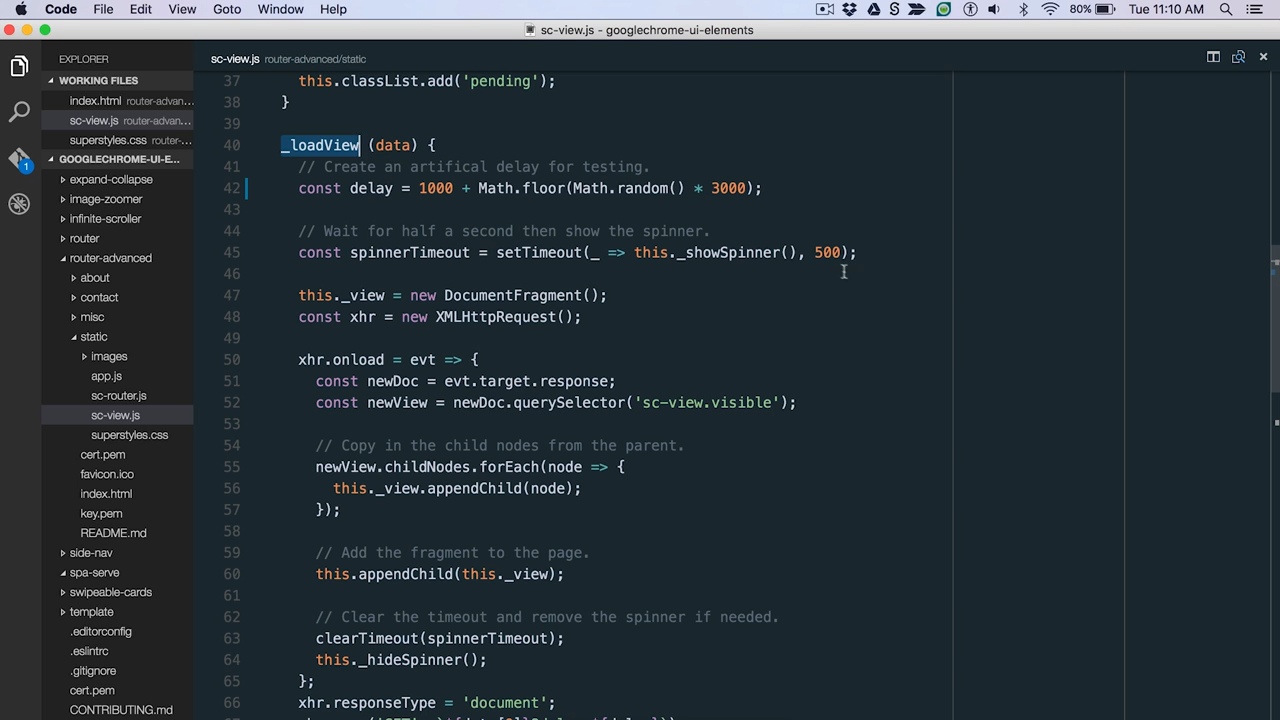 Code File Edit View Goto Window Help 80% Tue 11:10 AM
sc-view.js - googlechrome-ui-elements
EXPLORER
WORKING FILES
index.html router-advan...
sc-view.js router-advan...
superstyles.css router-...
GOOGLECHROME-UI-E...
expand-collapse
image-zoomer
infinite-scroll
router
router-advanced
about
contact
misc
static
images
app.js
sc-router.js
sc-view.js
superstyles.css
cert.pem
favicon.ico
index.html
key.pem
README.md
side-nav
spa-serve
swipeable-cards
template
.editorconfig
.eslintrc
.gitignore
cert.pem
CONTRIBUTING.md
1
sc-view.js router-advanced/static
37 this.classList.add('pending');
38 }
39
40 _loadView (data) {
41 // Create an artifical delay for testing.
42 const delay = 1000 + Math.floor(Math.random() * 3000);
43
44 // Wait for half a second then show the spinner.
45 const spinnerTimeout = setTimeout(_ => this._showSpinner(), 500);
46
47 this._view = new DocumentFragment();
48 const xhr = new XMLHttpRequest();
49
50 xhr.onload = evt => {
51 const newDoc = evt.target.response;
52 const newView = newDoc.querySelector('sc-view.visible');
53
54 // Copy in the child nodes from the parent.
55 newView.childNodes.forEach(node => {
56 this._view.appendChild(node);
57 });
58
59 // Add the fragment to the page.
60 this.appendChild(this._view);
61
62 // Clear the timeout and remove the spinner if needed.
63 clearTimeout(spinnerTimeout);
64 this._hideSpinner();
65 };
66 xhr.responseType = 'document';